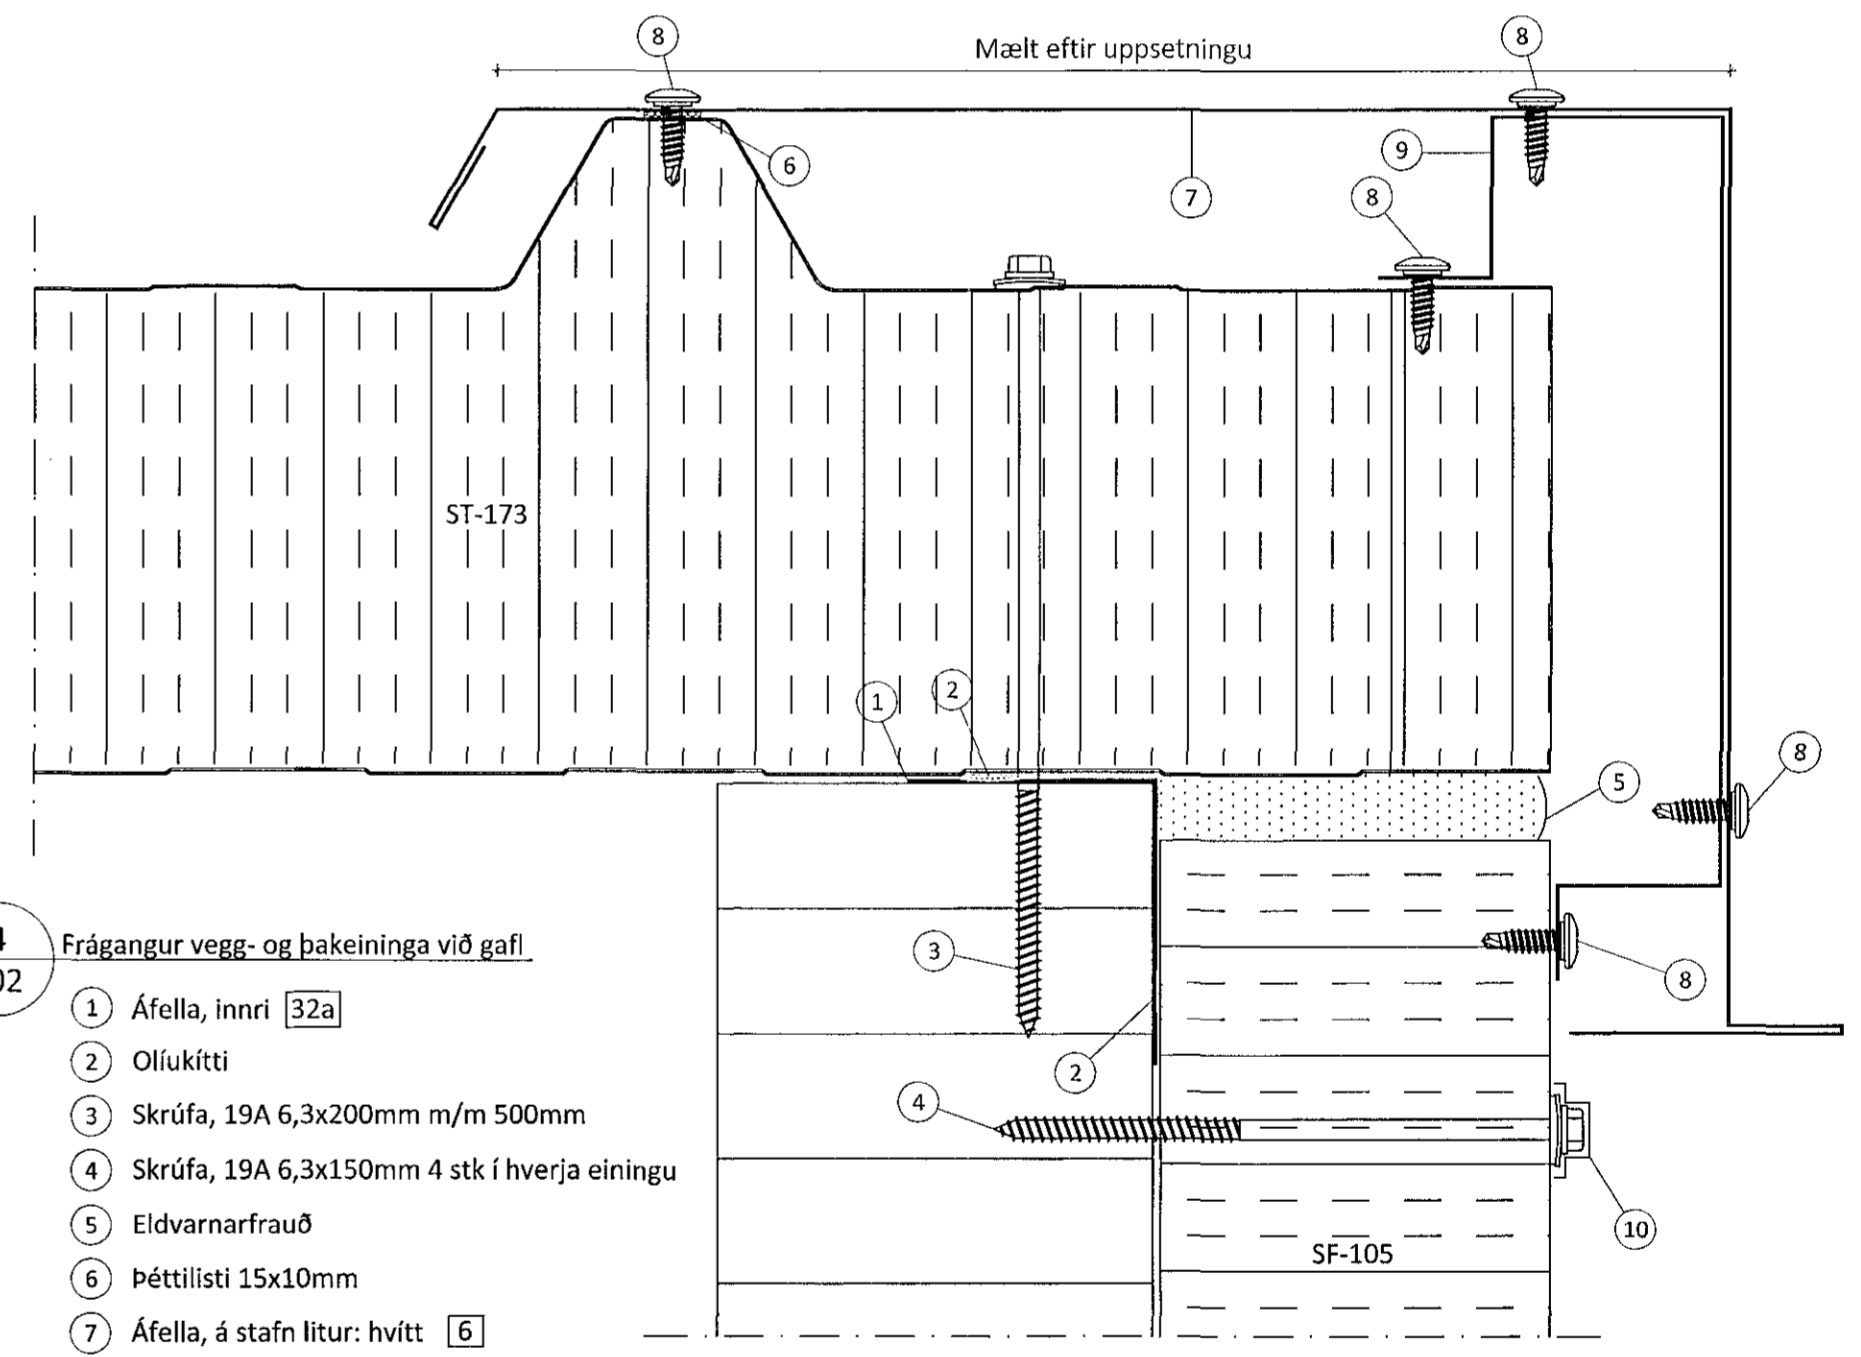 8
Mælt eftir uppsetningu
8
6
9
7
8
ST-173
1
2
5
8
4
02
Frágangur vegg- og þakeininga við gafl
3
8
2
4
10
SF-105
1 Áfella, innri 32a
2 Olíukítti
3 Skrúfa, 19A 6,3x200mm m/m 500mm
4 Skrúfa, 19A 6,3x150mm 4 stk í hverja einingu
5 Eldvarnarfrauð
6 Þéttilisti 15x10mm
7 Áfella, á stafn litur: hvítt 6